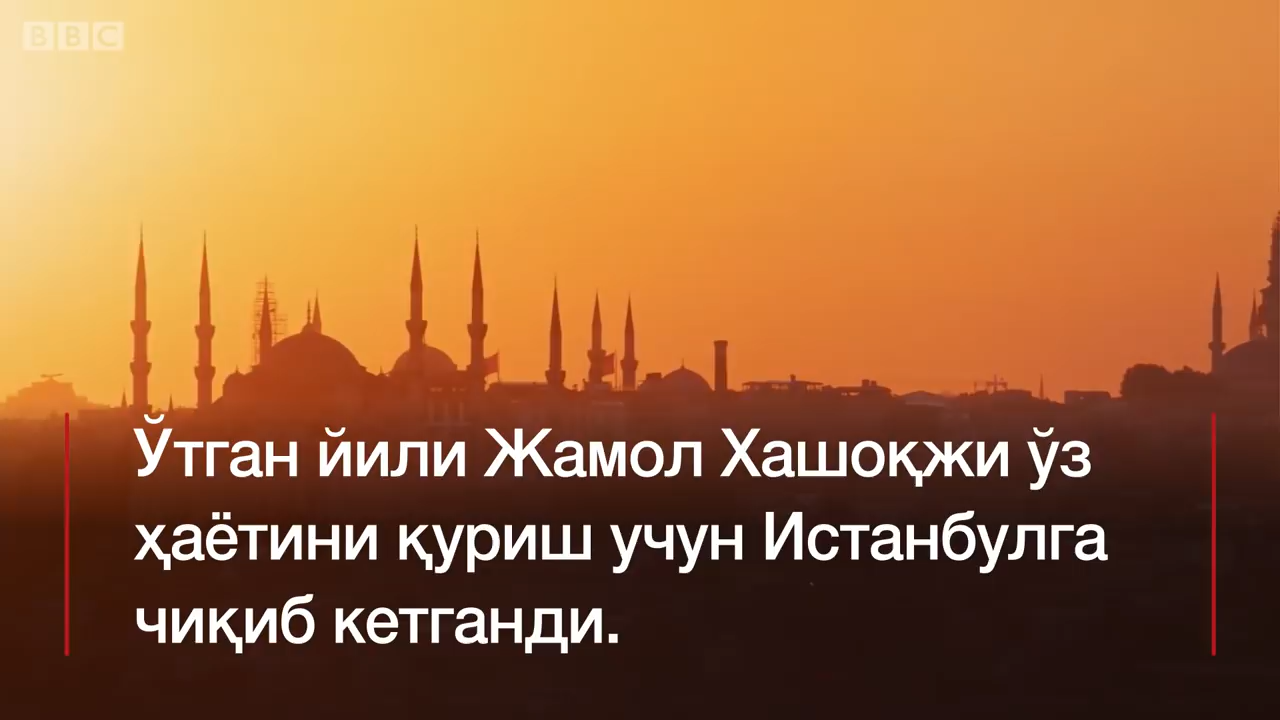 BBC
Ўтган йили Жамол Хашоқжи ўз
ҳаётини қуриш учун Истанбулга
чиқиб кетганди.